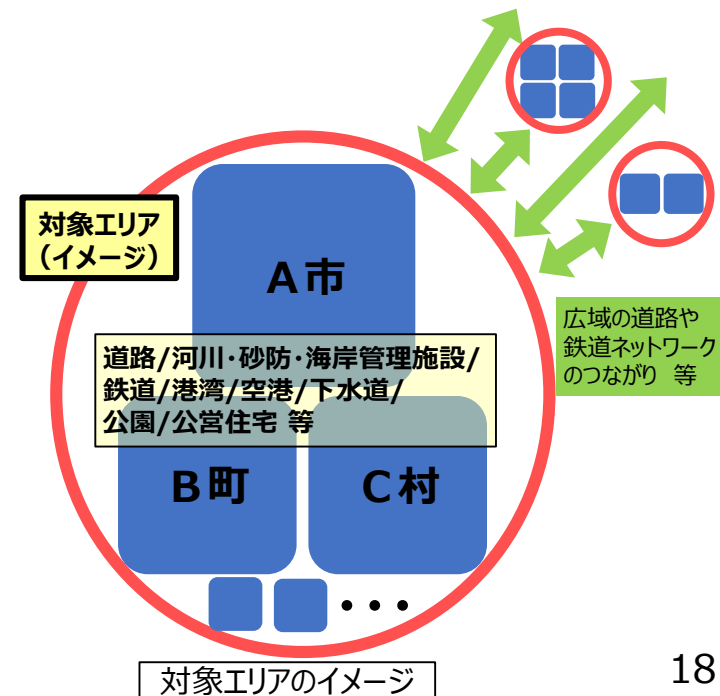 対象エリア
（イメージ）
A市
道路/河川・砂防・海岸管理施設/
鉄道/港湾/空港/下水道/
公園/公営住宅 等
B町
C村
・・・
広域の道路や
鉄道ネットワーク
のつながり 等
対象エリアのイメージ
18